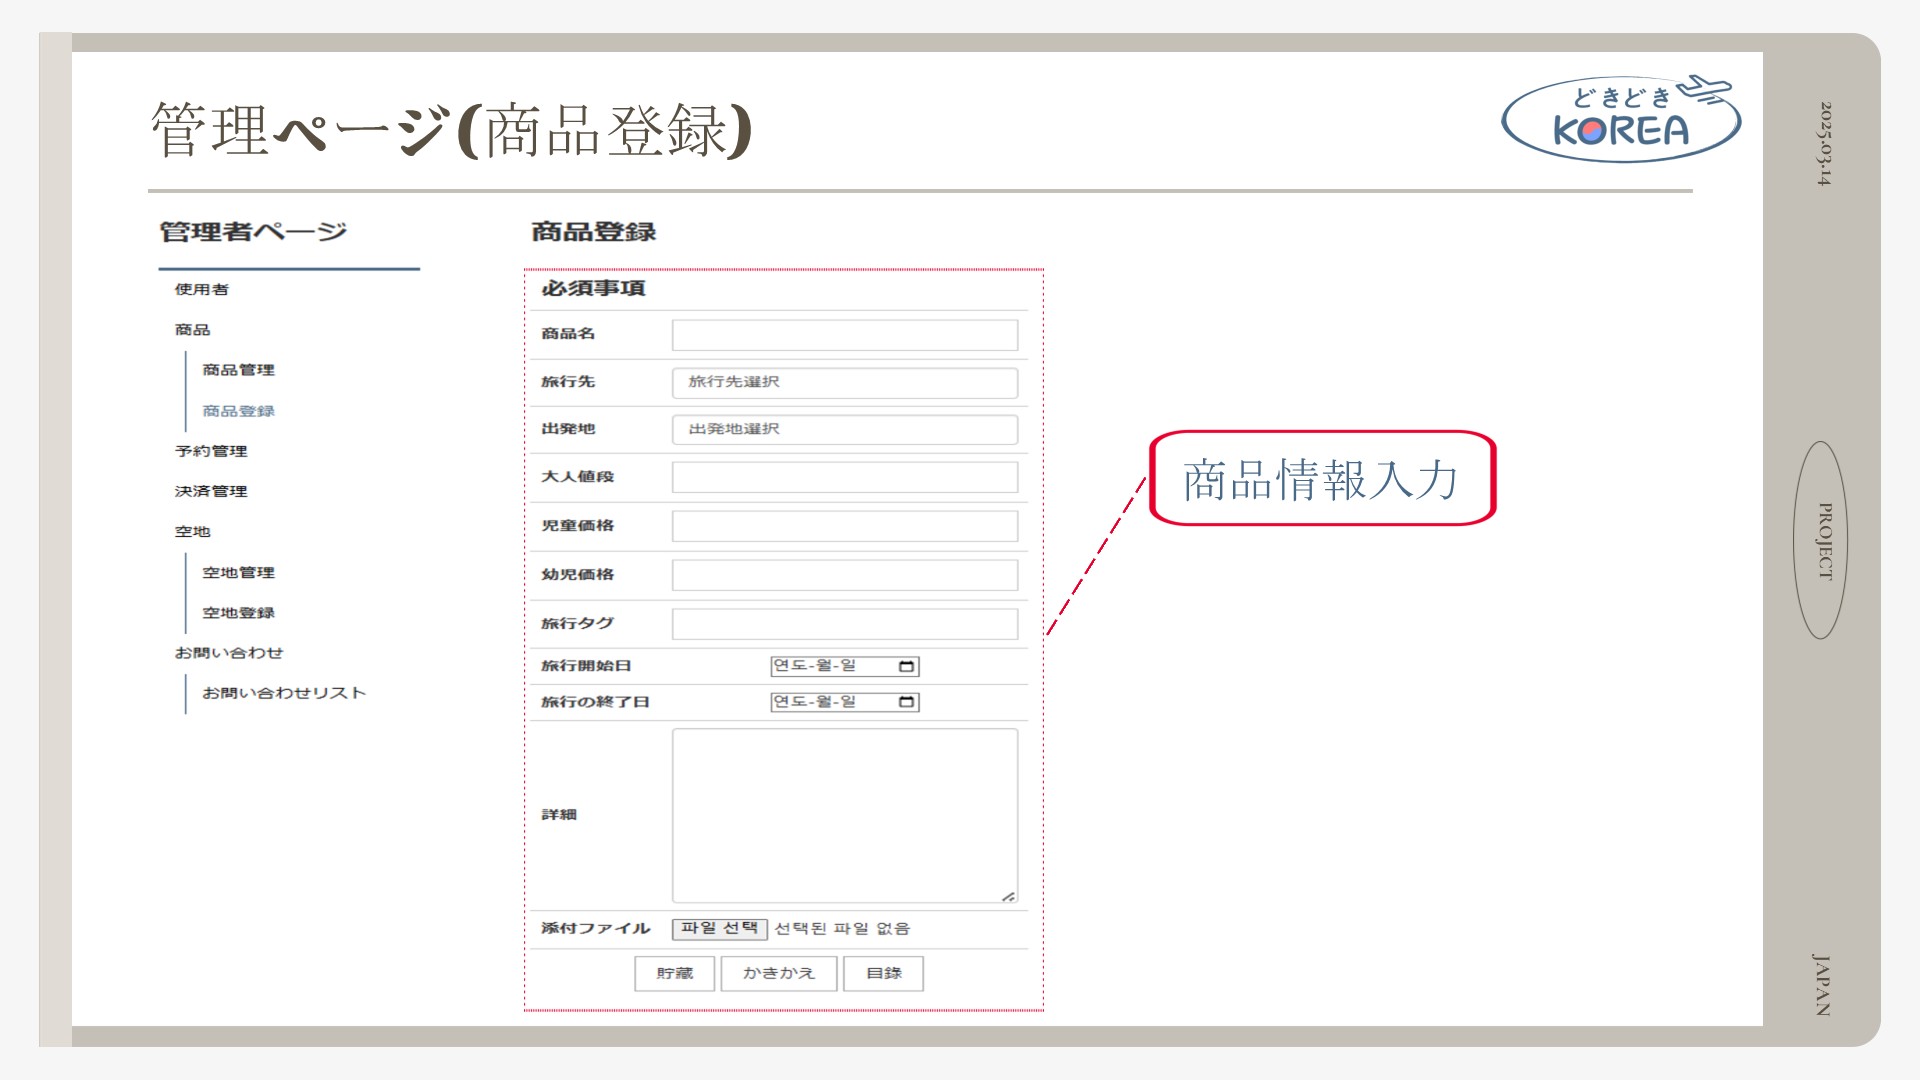 管理ページ(商品登録)
どきどき
KOREA
2025.03.14
PROJECT
JAPAN
管理者ページ
使用者
商品
商品管理
商品登録
予約管理
決済管理
空地
空地管理
空地登録
お問い合わせ
お問い合わせリスト
商品登録
必須事項
商品名
旅行先 旅行先選択
出発地 出発地選択
大人値段
児童価格
幼児価格
旅行タグ
旅行開始日 연도-월-일
旅行の終了日 연도-월-일
詳細
添付ファイル 파일 선택 선택된 파일 없음
貯蔵 かきかえ 目錄
商品情報入力